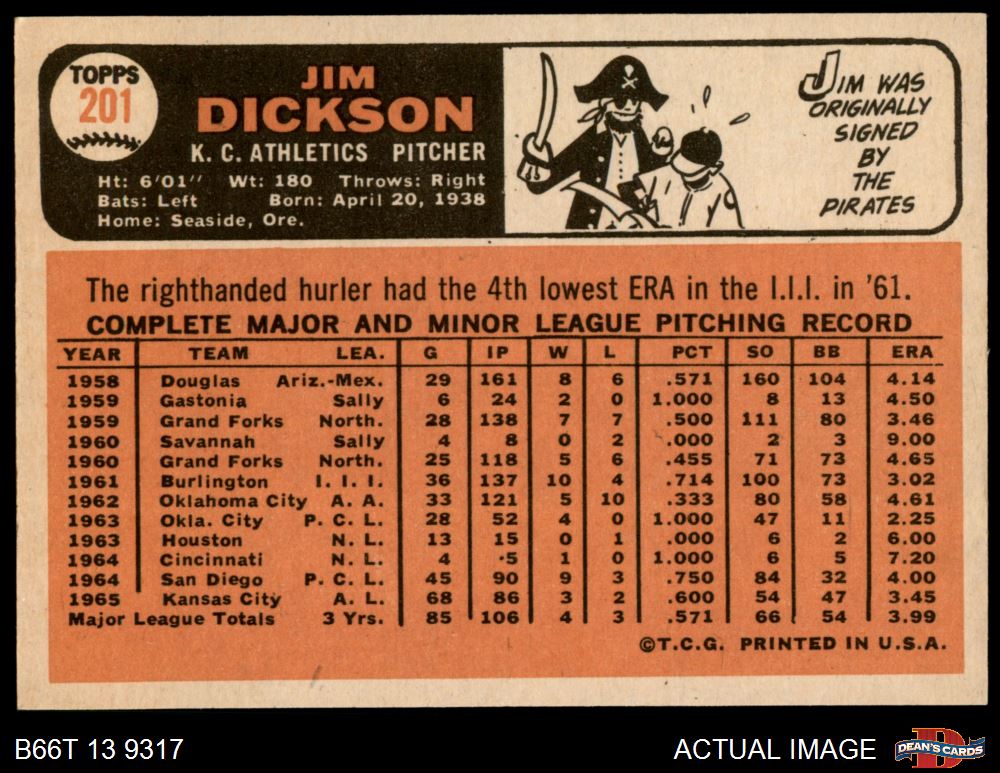 TOPPS
201
JIM
DICKSON
K. C. ATHLETICS PITCHER
Ht: 6'01" Wt: 180 Throws: Right
Bats: Left Born: April 20, 1938
Home: Seaside, Ore.
JIM WAS
ORIGINALLY
SIGNED
BY
THE
PIRATES
The righthanded hurler had the 4th lowest ERA in the I.I.I. in '61.
COMPLETE MAJOR AND MINOR LEAGUE PITCHING RECORD
YEAR TEAM LEA. G IP W L PCT SO BB ERA
1958 Douglas Ariz.-Mex. 29 161 8 6 .571 160 104 4.14
1959 Gastonia Sally 6 24 2 0 1.000 8 13 4.50
1959 Grand Forks North. 28 138 7 7 .500 111 80 3.46
1960 Savannah Sally 4 8 0 2 .000 2 3 9.00
1960 Grand Forks North. 25 118 5 6 .455 71 73 4.65
1961 Burlington I. I. I. 36 137 10 4 .714 100 73 3.02
1962 Oklahoma City A. A. 33 121 5 10 .333 80 58 4.61
1963 Okla. City P. C. L. 28 52 4 0 1.000 47 11 2.25
1963 Houston N. L. 13 15 0 1 .000 6 2 6.00
1964 Cincinnati N. L. 4 5 1 0 1.000 6 5 7.20
1964 San Diego P. C. L. 45 90 9 3 .750 84 32 4.00
1965 Kansas City A. L. 68 86 3 2 .600 54 47 3.45
Major League Totals 3 Yrs. 85 106 4 3 .571 66 54 3.99
©T.C.G. PRINTED IN U.S.A.
B66T 13 9317 ACTUAL IMAGE
DEAN'S CARDS